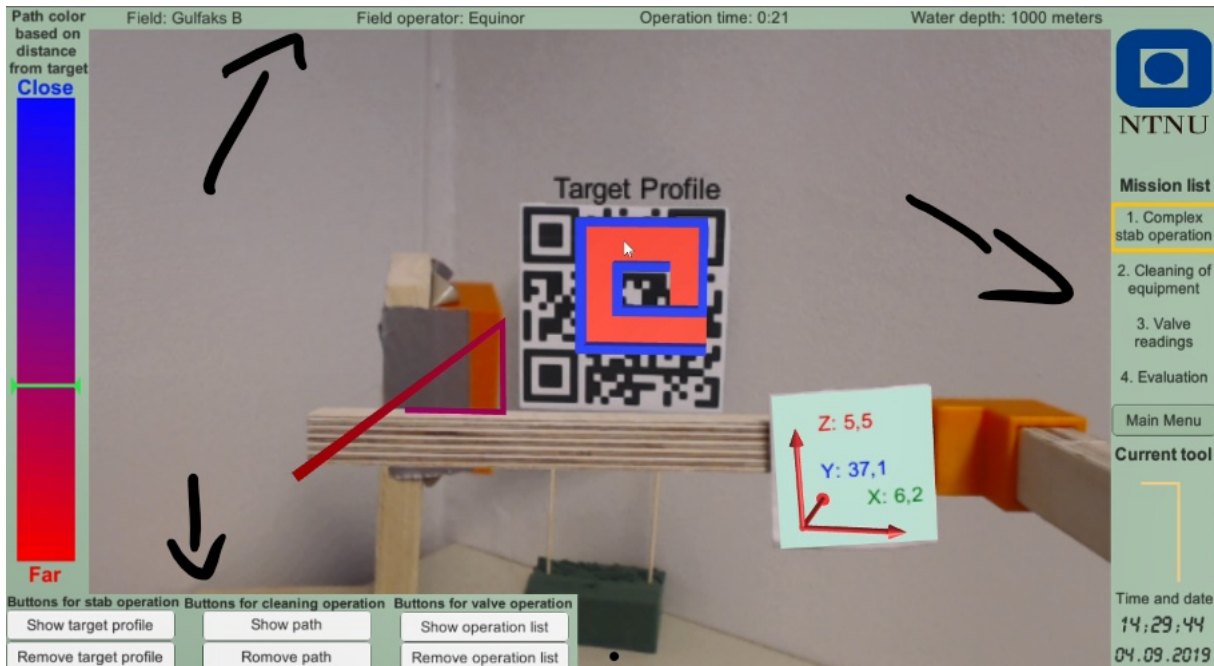 Path color
based on
distance
from target
Close
Far
Field: Gulfaks B
Field operator: Equinor
Operation time: 0:21
Water depth: 1000 meters
Target Profile
Z: 5,5
Y: 37,1
X: 6,2
NTNU
Mission list
1. Complex
stab operation
2. Cleaning of
equipment
3. Valve
readings
4. Evaluation
Main Menu
Current tool
Time and date
14:29:44
04.09.2019
Buttons for stab operation
Show target profile
Remove target profile
Buttons for cleaning operation
Show path
Romove path
Buttons for valve operation
Show operation list
Remove operation list